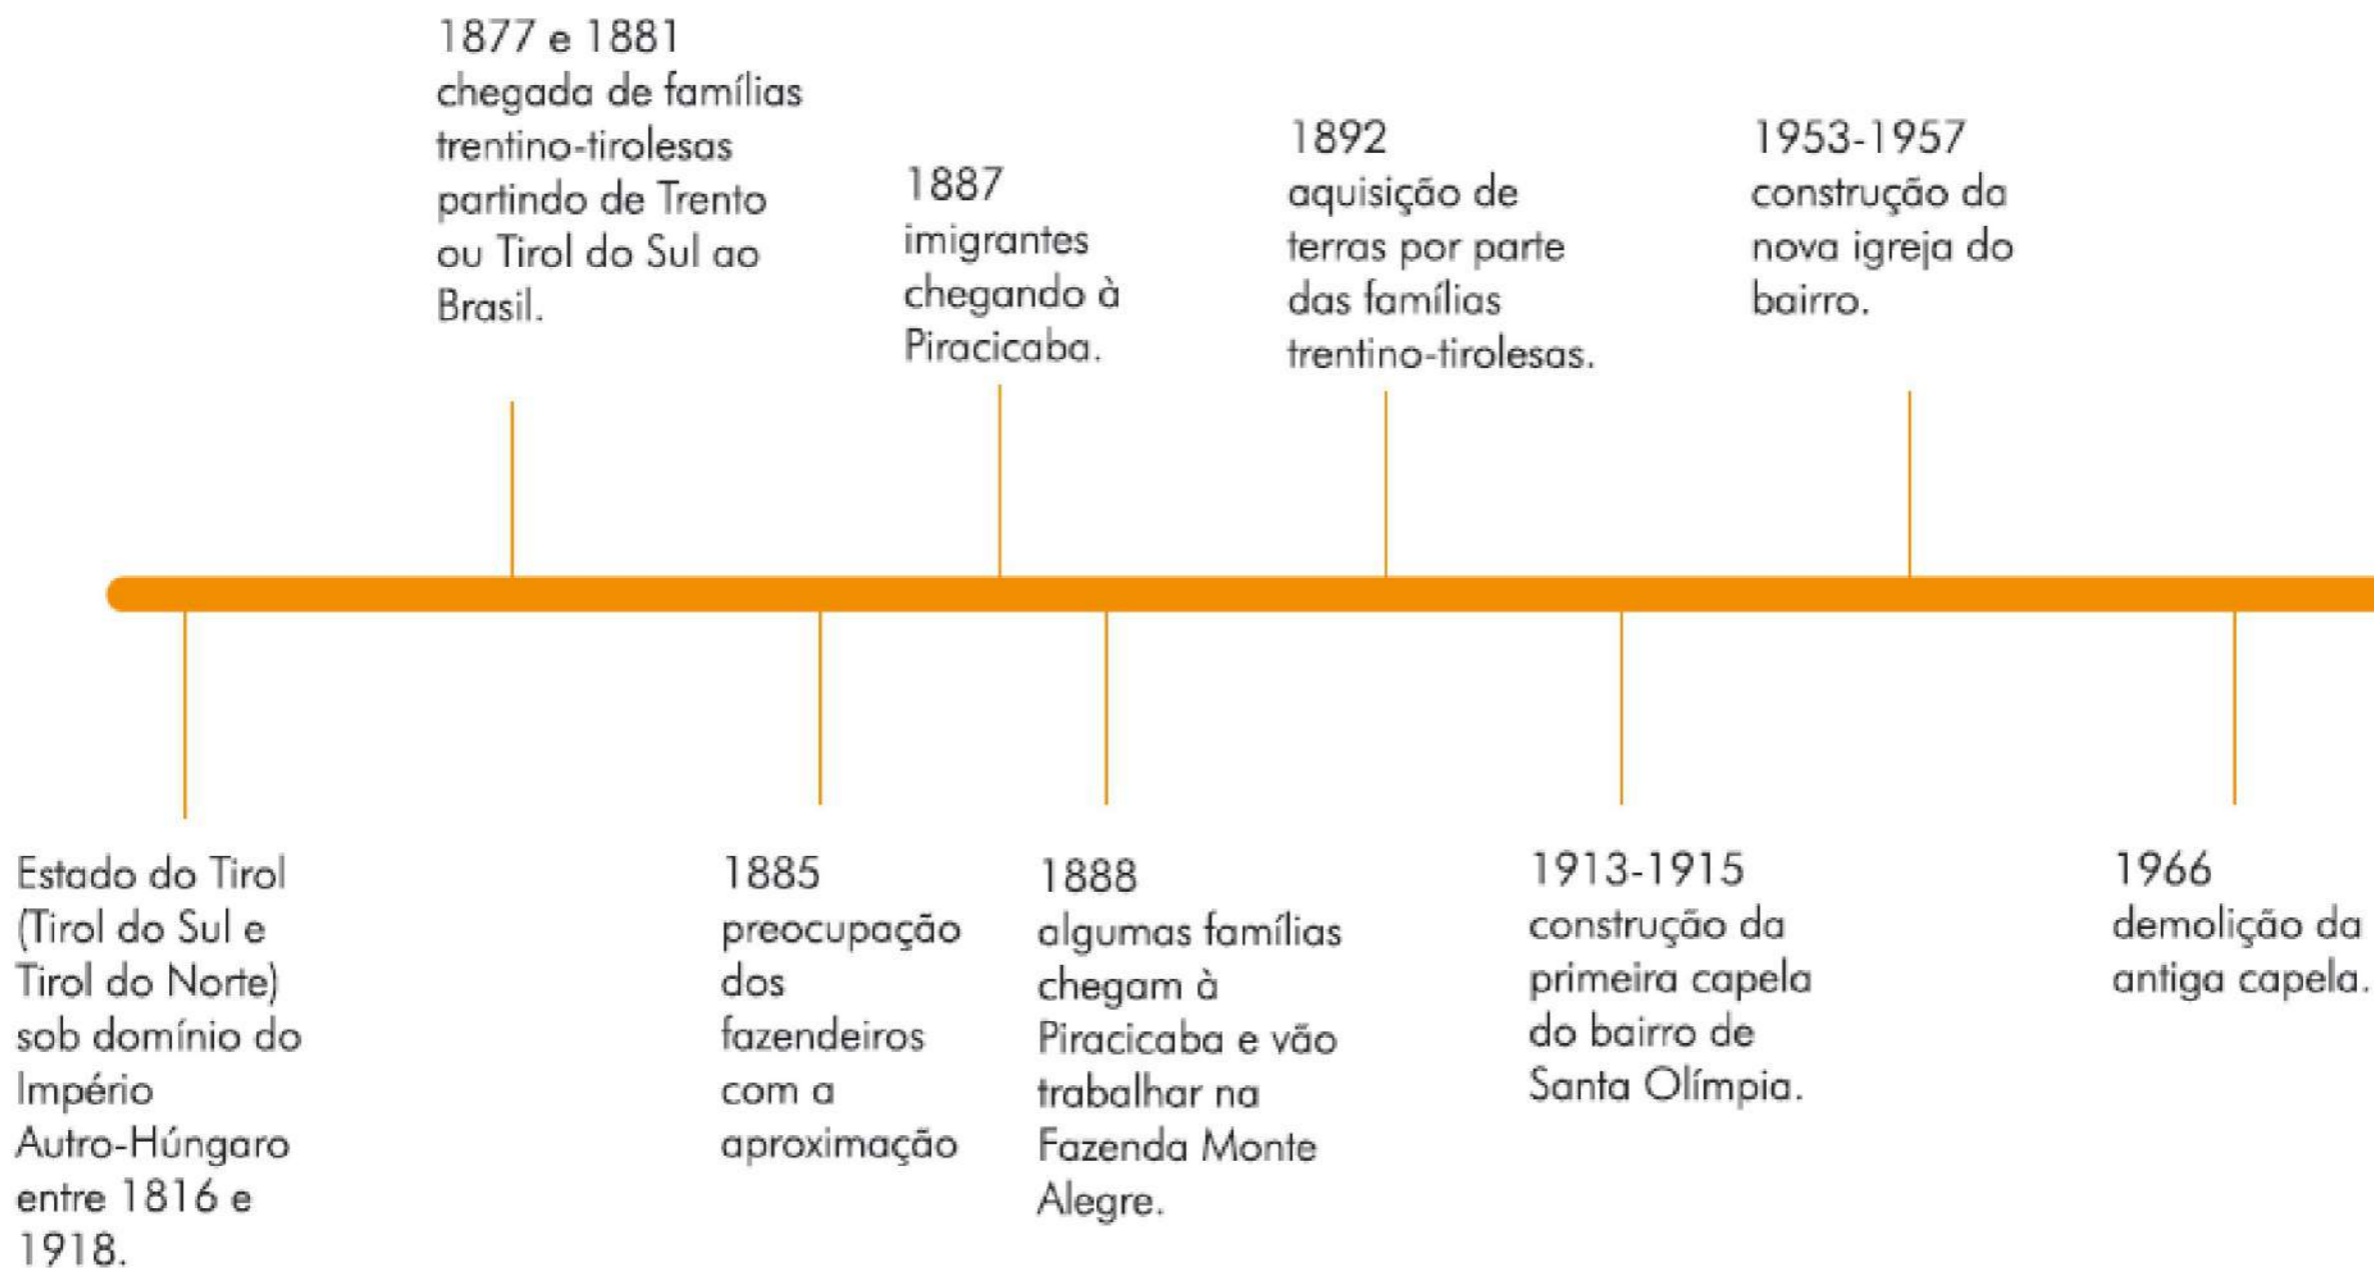 Estado do Tirol
(Tirol do Sul e
Tirol do Norte)
sob domínio do
Império
Autro-Húngaro
entre 1816 e
1918.
1877 e 1881
chegada de famílias
trentino-tirolesas
partindo de Trento
ou Tirol do Sul ao
Brasil.
1885
preocupação
dos
fazendeiros
com a
aproximação
1887
imigrantes
chegando à
Piracicaba.
1888
algumas famílias
chegam à
Piracicaba e vão
trabalhar na
Fazenda Monte
Alegre.
1892
aquisição de
terras por parte
das famílias
trentino-tirolesas.
1913-1915
construção da
primeira capela
do bairro de
Santa Olímpia.
1953-1957
construção da
nova igreja do
bairro.
1966
demolição da
antiga capela.